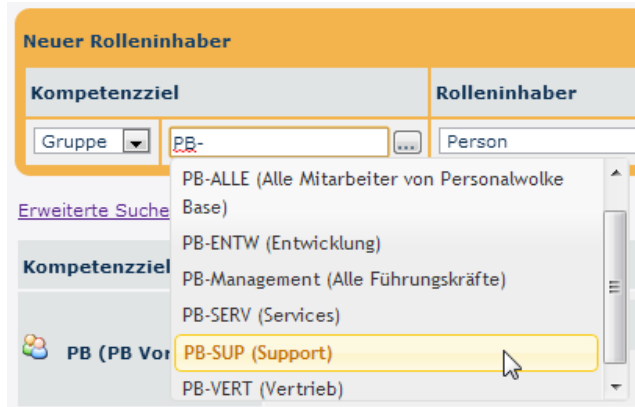 Neuer Rolleninhaber
Kompetenzziel
Rolleninhaber
Gruppe
PB-
...
Person
PB-ALLE (Alle Mitarbeiter von Personalwolke
Base)
Erweiterte Suche
PB-ENTW (Entwicklung)
Kompetenzziel
PB-Management (Alle Führungskräfte)
PB-SERV (Services)
PB (PB Vor
PB-SUP (Support)
PB-VERT (Vertrieb)